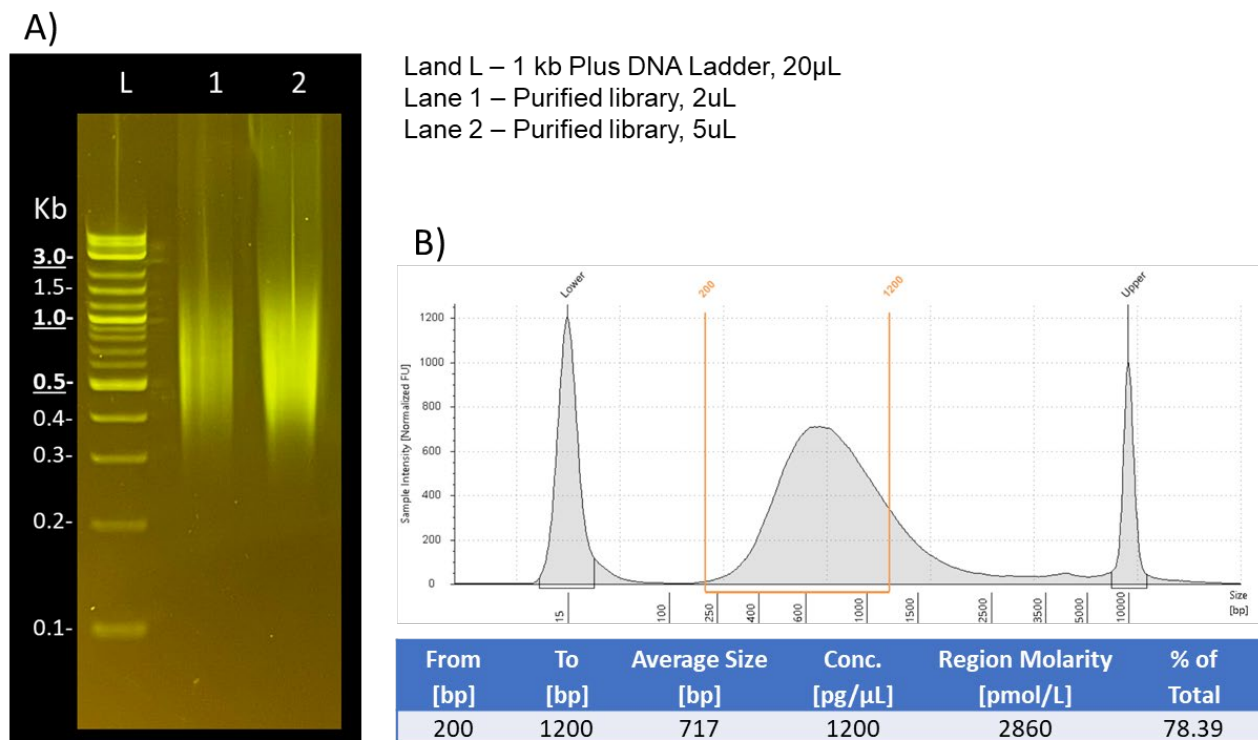 A)
L 1 2
Kb
3.0-
1.5-
1.0-
0.5-
0.4-
0.3-
0.2-
0.1-
Land L – 1 kb Plus DNA Ladder, 20µL
Lane 1 – Purified library, 2uL
Lane 2 – Purified library, 5uL
B)
Lower 200 1200 Upper
Sample Intensity [Normalized FU]
1200
1000
800
600
400
200
0
15 100 250 400 600 1000 1500 2500 3500 5000 10000
Size
[bp]
From To Average Size Conc. Region Molarity % of
[bp] [bp] [bp] [pg/µL] [pmol/L] Total
200 1200 717 1200 2860 78.39